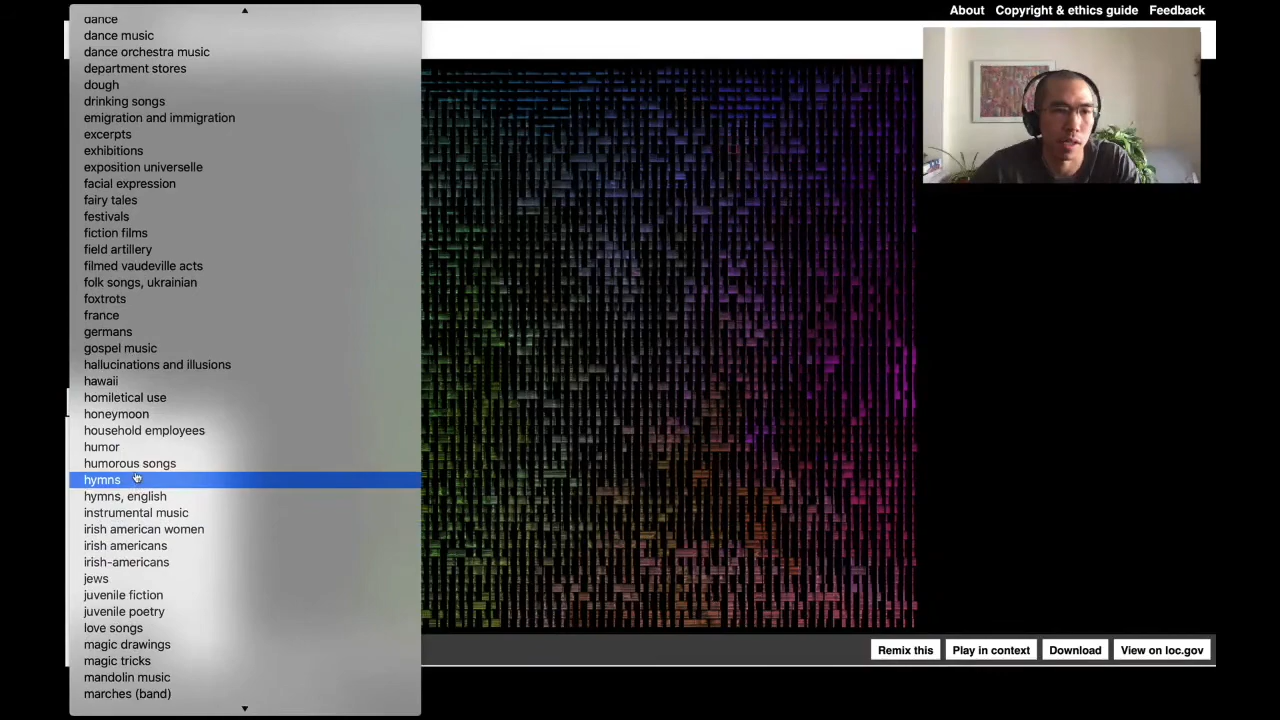 dance
dance music
dance orchestra music
department stores
dough
drinking songs
emigration and immigration
excerpts
exhibitions
exposition universelle
facial expression
fairy tales
festivals
fiction films
field artillery
filmed vaudeville acts
folk songs, ukrainian
foxtrots
france
germans
gospel music
hallucinations and illusions
hawaii
homiletical use
honeymoon
household employees
humor
humorous songs
hymns
hymns, english
instrumental music
irish american women
irish americans
irish-americans
jews
juvenile fiction
juvenile poetry
love songs
magic drawings
magic tricks
mandolin music
marches (band)
About Copyright & ethics guide Feedback
Remix this Play in context Download View on loc.gov